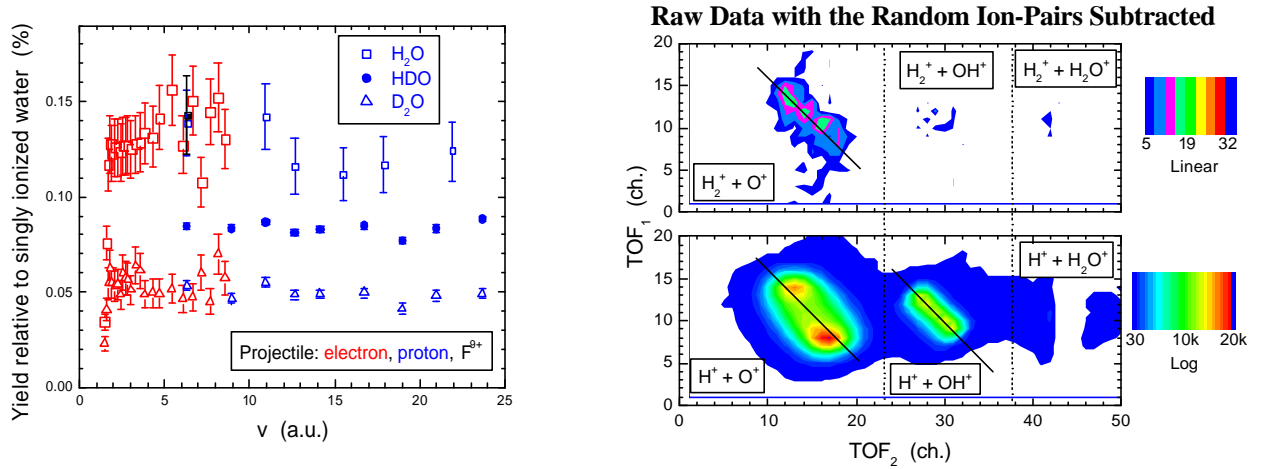 Yield relative to singly ionized water (%)
0.15
0.10
0.05
0.00
H₂O
HDO
D₂O
Projectile: electron, proton, F⁹⁺
0 5 10 15 20 25
v (a.u.)
Raw Data with the Random Ion-Pairs Subtracted
20
15
10
5
0
H₂⁺ + O⁺
H₂⁺ + OH⁺
H₂⁺ + H₂O⁺
5 19 32
Linear
TOF₁ (ch.)
20
15
10
5
0
H⁺ + O⁺
H⁺ + OH⁺
H⁺ + H₂O⁺
30 10k 20k
Log
0 10 20 30 40 50
TOF₂ (ch.)